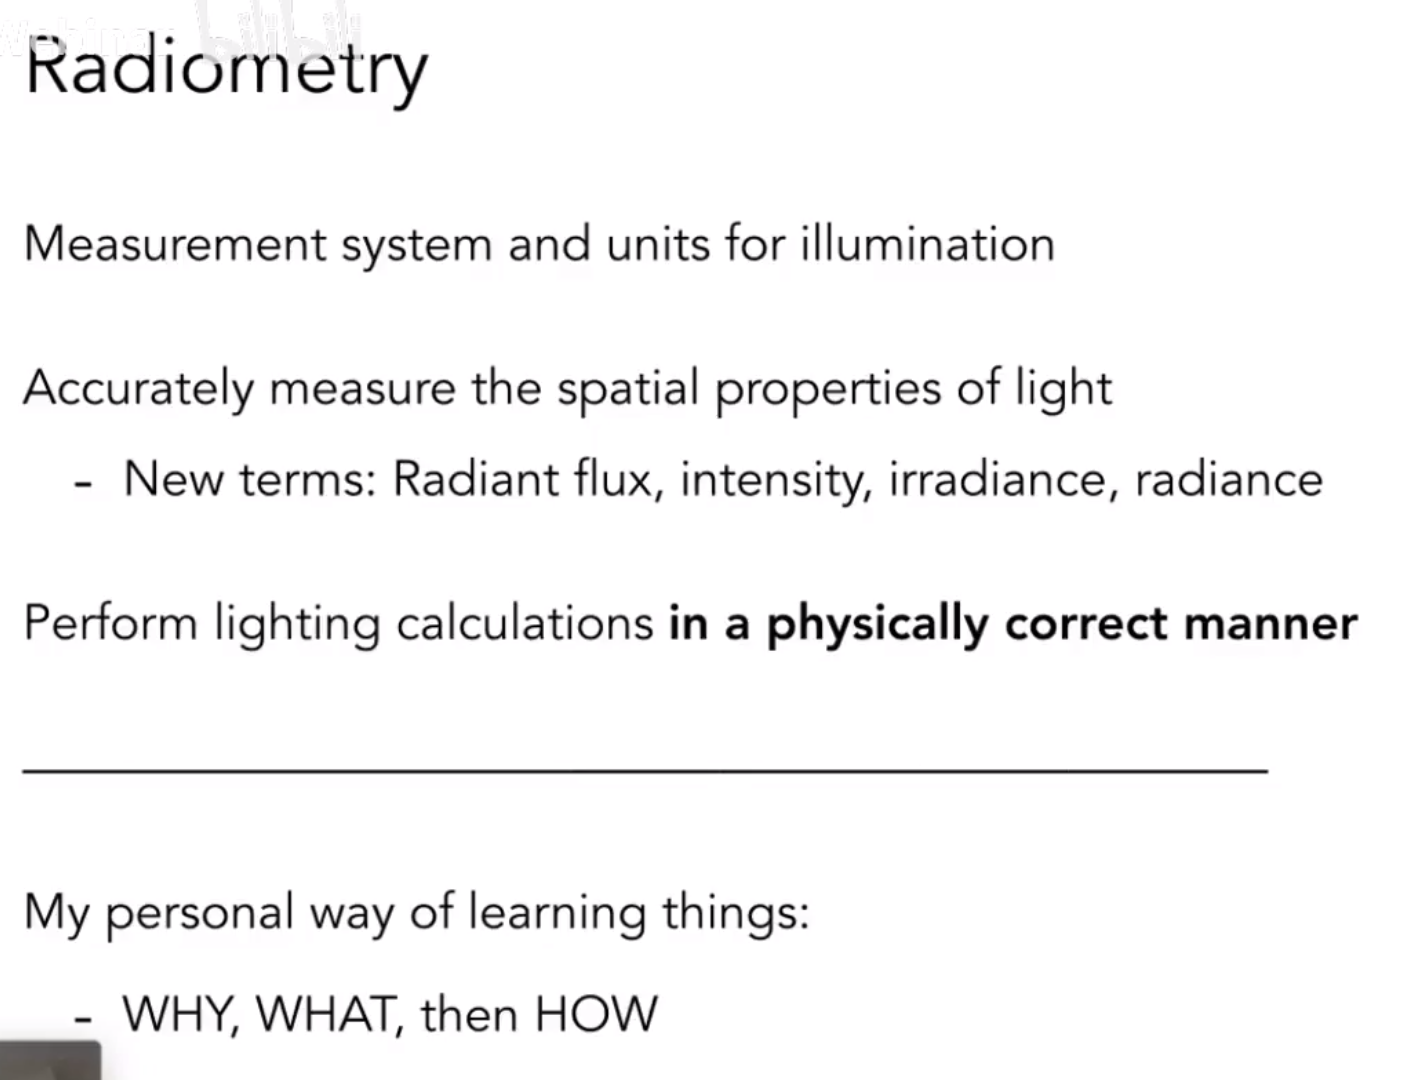 Webinar bilibili
Radiometry
Measurement system and units for illumination
Accurately measure the spatial properties of light
- New terms: Radiant flux, intensity, irradiance, radiance
Perform lighting calculations in a physically correct manner
My personal way of learning things:
- WHY, WHAT, then HOW